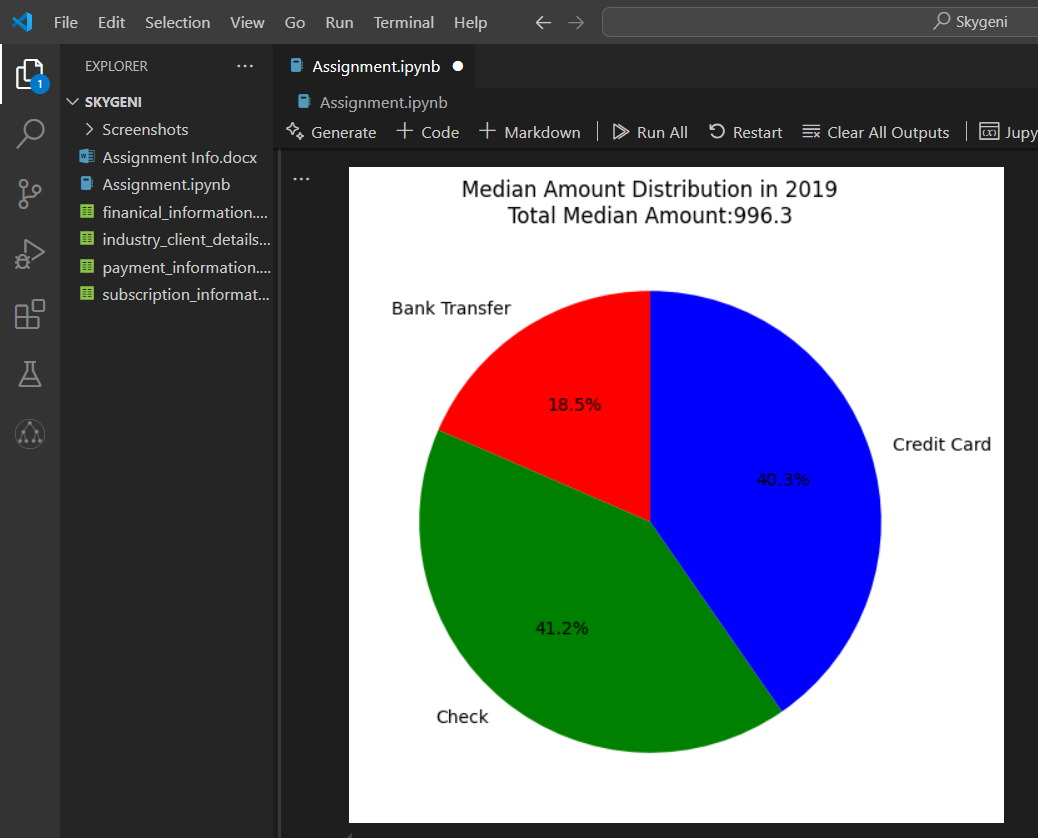 File Edit Selection View Go Run Terminal Help
Skygeni
EXPLORER
1
SKYGENI
Screenshots
Assignment Info.docx
Assignment.ipynb
finanical_information....
industry_client_details...
payment_information....
subscription_informat...
Assignment.ipynb
Assignment.ipynb
Generate Code Markdown Run All Restart Clear All Outputs Jupy
Median Amount Distribution in 2019
Total Median Amount:996.3
Bank Transfer
18.5%
Credit Card
40.3%
41.2%
Check